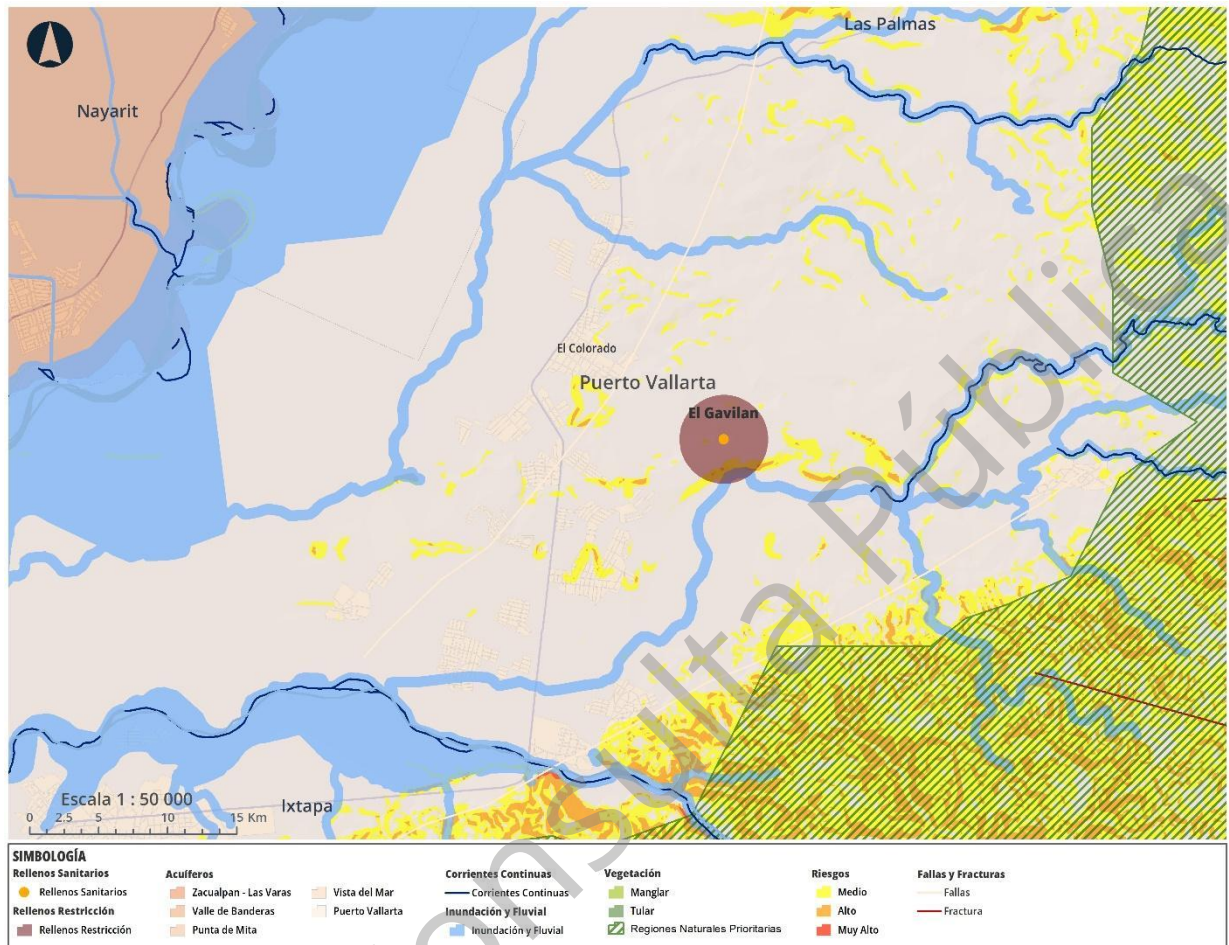 Las Palmas
Nayarit
El Colorado
Puerto Vallarta
El Gavilan
Consulta Pública
Escala 1 : 50 000
0 2.5 5 10 15 Km
Ixtapa
SIMBOLOGÍA
Rellenos Sanitarios
Rellenos Sanitarios
Rellenos Restricción
Rellenos Restricción
Acuíferos
Zacualpan - Las Varas
Valle de Banderas
Punta de Mita
Vista del Mar
Puerto Vallarta
Corrientes Continuas
Corrientes Continuas
Inundación y Fluvial
Inundación y Fluvial
Vegetación
Manglar
Tular
Regiones Naturales Prioritarias
Riesgos
Medio
Alto
Muy Alto
Fallas y Fracturas
Fallas
Fractura